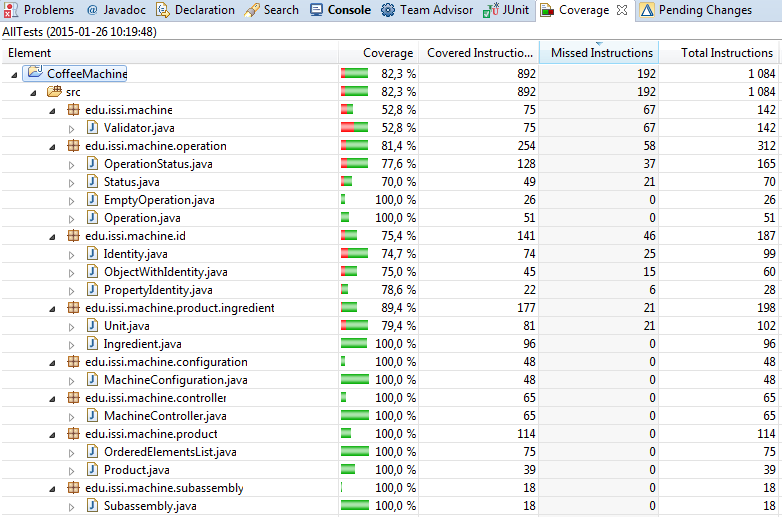 Problems @ Javadoc Declaration Search Console Team Advisor JUnit Coverage Pending Changes
AllTests (2015-01-26 10:19:48)
Element Coverage Covered Instructio... Missed Instructions Total Instructions
CoffeeMachine 82,3 % 892 192 1 084
src 82,3 % 892 192 1 084
edu.issi.machine 52,8 % 75 67 142
Validator.java 52,8 % 75 67 142
edu.issi.machine.operation 81,4 % 254 58 312
OperationStatus.java 77,6 % 128 37 165
Status.java 70,0 % 49 21 70
EmptyOperation.java 100,0 % 26 0 26
Operation.java 100,0 % 51 0 51
edu.issi.machine.id 75,4 % 141 46 187
Identity.java 74,7 % 74 25 99
ObjectWithIdentity.java 75,0 % 45 15 60
PropertyIdentity.java 78,6 % 22 6 28
edu.issi.machine.product.ingredient 89,4 % 177 21 198
Unit.java 79,4 % 81 21 102
Ingredient.java 100,0 % 96 0 96
edu.issi.machine.configuration 100,0 % 48 0 48
MachineConfiguration.java 100,0 % 48 0 48
edu.issi.machine.controller 100,0 % 65 0 65
MachineController.java 100,0 % 65 0 65
edu.issi.machine.product 100,0 % 114 0 114
OrderedElementsList.java 100,0 % 75 0 75
Product.java 100,0 % 39 0 39
edu.issi.machine.subassembly 100,0 % 18 0 18
Subassembly.java 100,0 % 18 0 18